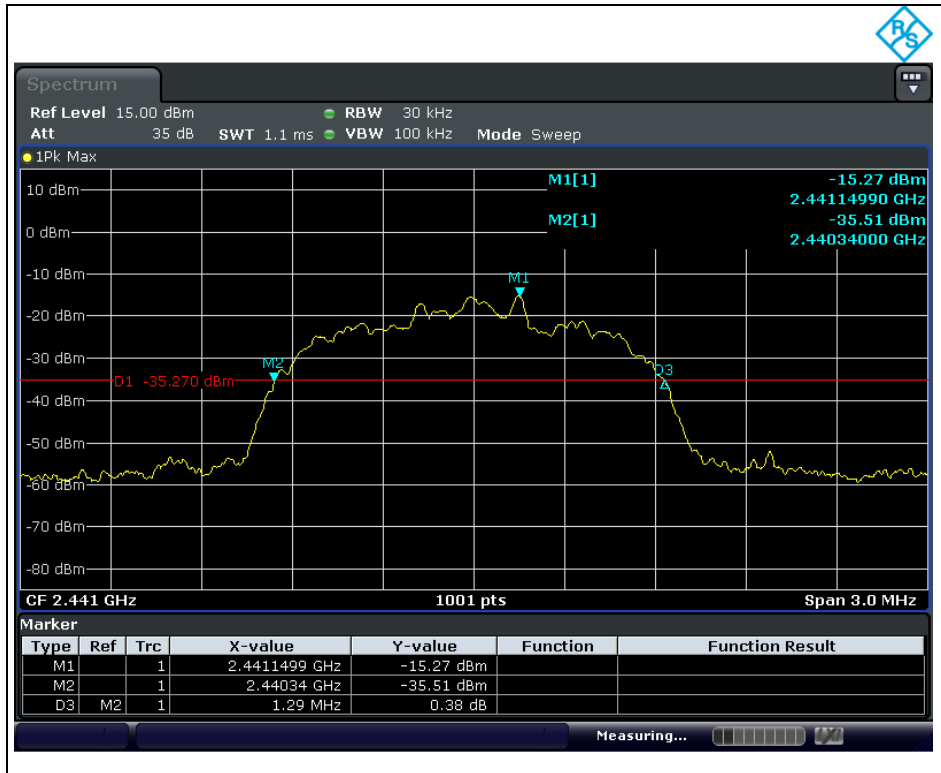 R/S
Spectrum
Ref Level 15.00 dBm RBW 30 kHz
Att 35 dB SWT 1.1 ms VBW 100 kHz Mode Sweep
1Pk Max
M1[1] -15.27 dBm
2.44114990 GHz
M2[1] -35.51 dBm
2.44034000 GHz
10 dBm
0 dBm
-10 dBm
M1
-20 dBm
-30 dBm
M2
D3
D1 -35.270 dBm
-40 dBm
-50 dBm
-60 dBm
-70 dBm
-80 dBm
CF 2.441 GHz 1001 pts Span 3.0 MHz
Marker
Type Ref Trc X-value Y-value Function Function Result
M1 1 2.4411499 GHz -15.27 dBm
M2 1 2.44034 GHz -35.51 dBm
D3 M2 1 1.29 MHz 0.38 dB
Measuring...